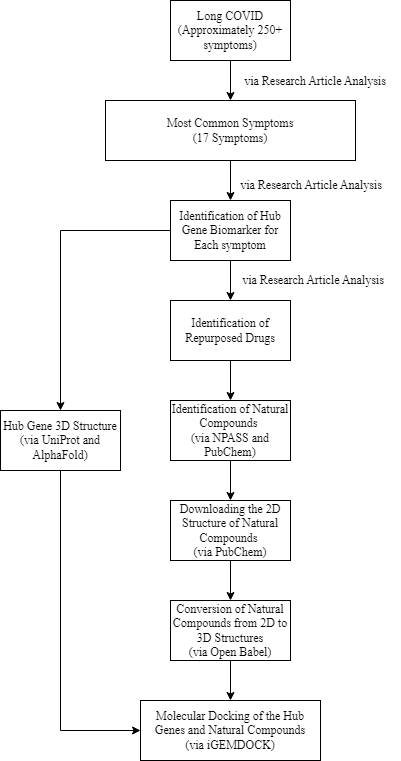 Long COVID
(Approximately 250+
symptoms)
via Research Article Analysis
Most Common Symptoms
(17 Symptoms)
via Research Article Analysis
Identification of Hub
Gene Biomarker for
Each symptom
via Research Article Analysis
Identification of
Repurposed Drugs
Identification of Natural
Compounds
(via NPASS and
PubChem)
Hub Gene 3D Structure
(via UniProt and
AlphaFold)
Downloading the 2D
Structure of Natural
Compounds
(via PubChem)
Conversion of Natural
Compounds from 2D to
3D Structures
(via Open Babel)
Molecular Docking of the Hub
Genes and Natural Compounds
(via iGEMDOCK)